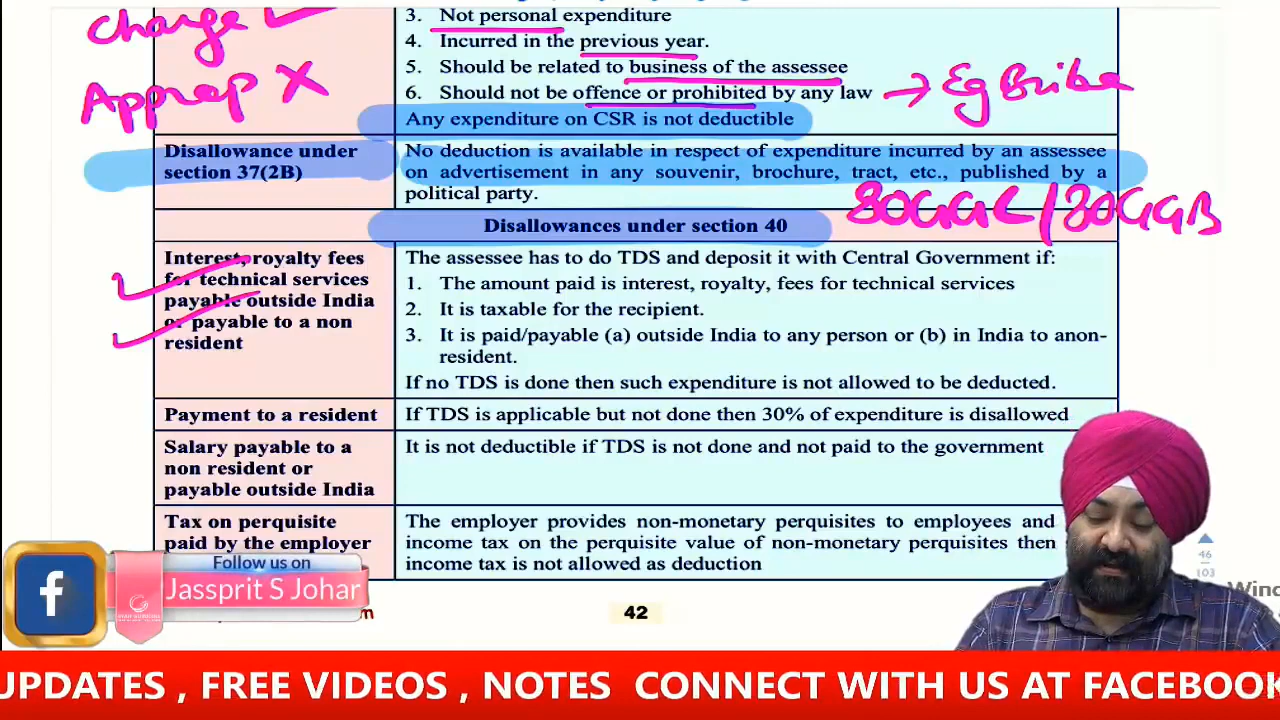 charge
Approp X
3. Not personal expenditure
4. Incurred in the previous year.
5. Should be related to business of the assessee
6. Should not be offence or prohibited by any law → Eg Bribe
Any expenditure on CSR is not deductible
Disallowance under
section 37(2B)
No deduction is available in respect of expenditure incurred by an assessee
on advertisement in any souvenir, brochure, tract, etc., published by a
political party.
80GGC/80GGB
Disallowances under section 40
Interest, royalty fees
for technical services
payable outside India
or payable to a non
resident
The assessee has to do TDS and deposit it with Central Government if:
1. The amount paid is interest, royalty, fees for technical services
2. It is taxable for the recipient.
3. It is paid/payable (a) outside India to any person or (b) in India to anon-
resident.
If no TDS is done then such expenditure is not allowed to be deducted.
Payment to a resident
If TDS is applicable but not done then 30% of expenditure is disallowed
Salary payable to a
non resident or
payable outside India
It is not deductible if TDS is not done and not paid to the government
Tax on perquisite
paid by the employer
The employer provides non-monetary perquisites to employees and
income tax on the perquisite value of non-monetary perquisites then
income tax is not allowed as deduction
Follow us on
Jassprit S Johar
f
42
46
103
Wind
UPDATES , FREE VIDEOS , NOTES CONNECT WITH US AT FACEBOOK